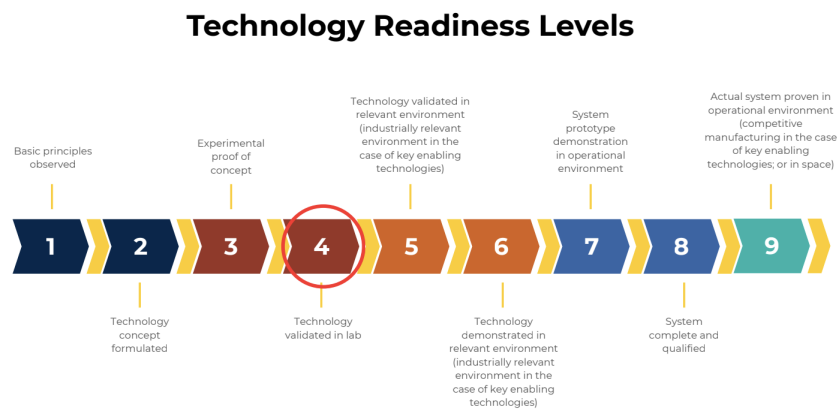 Technology Readiness Levels
Basic principles
observed
Experimental
proof of
concept
Technology validated in
relevant environment
(industrially relevant
environment in the
case of key enabling
technologies)
System
prototype
demonstration
in operational
environment
Actual system proven in
operational environment
(competitive
manufacturing in the case
of key enabling
technologies; or in space)
1
2
3
4
5
6
7
8
9
Technology
concept
formulated
Technology
validated in lab
Technology
demonstrated in
relevant environment
(industrially relevant
environment in the
case of key enabling
technologies)
System
complete and
qualified